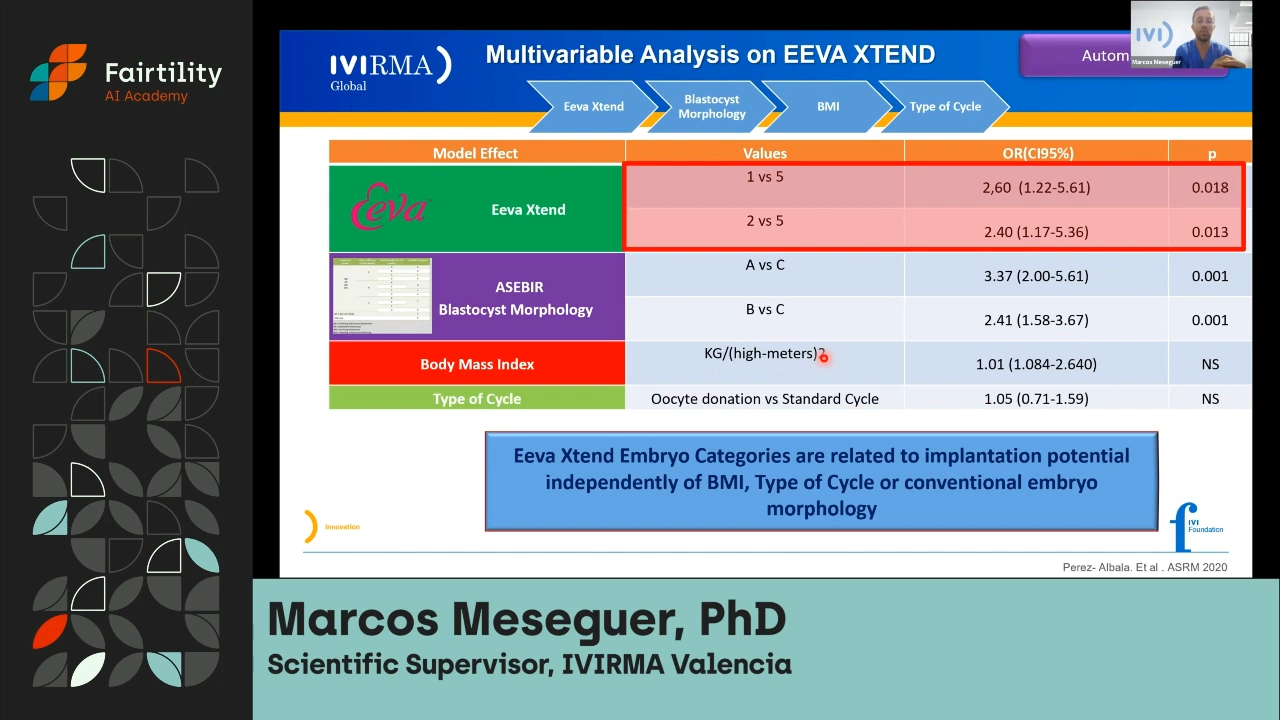 Fairtility
AI Academy
IVIRMA
Global
Multivariable Analysis on EEVA XTEND
Autom
IVI
Marcos Meseguer
Eeva Xtend
Blastocyst
Morphology
BMI
Type of Cycle
Model Effect Values OR(CI95%) p
Eeva Eeva Xtend
1 vs 5 2,60 (1.22-5.61) 0.018
2 vs 5 2.40 (1.17-5.36) 0.013
ASEBIR
Blastocyst Morphology
A vs C 3.37 (2.00-5.61) 0.001
B vs C 2.41 (1.58-3.67) 0.001
Body Mass Index KG/(high-meters)2 1.01 (1.084-2.640) NS
Type of Cycle Oocyte donation vs Standard Cycle 1.05 (0.71-1.59) NS
Eeva Xtend Embryo Categories are related to implantation potential
independently of BMI, Type of Cycle or conventional embryo
morphology
Innovation
IVI
Foundation
Perez- Albala. Et al . ASRM 2020
Marcos Meseguer, PhD
Scientific Supervisor, IVIRMA Valencia